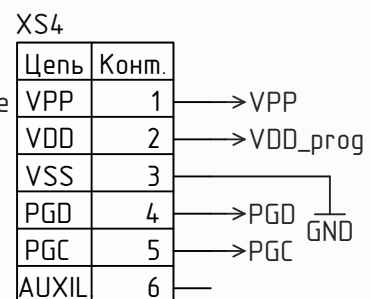 XS4
Цепь Конт.
е VPP 1 VPP
VDD 2 VDD_prog
VSS 3
PGD 4 PGD GND
PGC 5 PGC
AUXIL 6